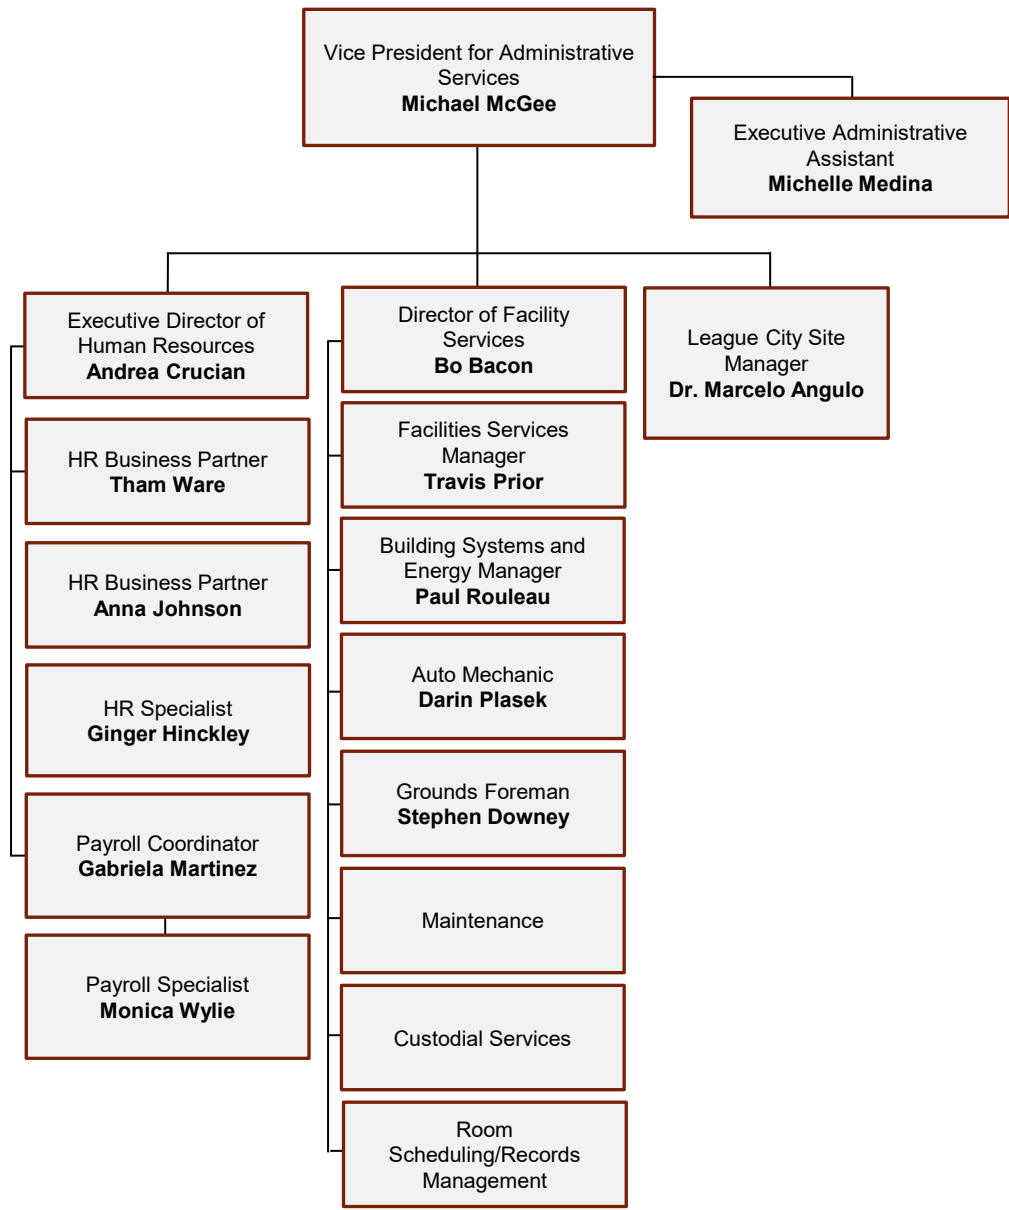 Vice President for Administrative
Services
Michael McGee
Executive Administrative
Assistant
Michelle Medina
Executive Director of
Human Resources
Andrea Crucian
HR Business Partner
Tham Ware
HR Business Partner
Anna Johnson
HR Specialist
Ginger Hinckley
Payroll Coordinator
Gabriela Martinez
Payroll Specialist
Monica Wylie
Director of Facility
Services
Bo Bacon
Facilities Services
Manager
Travis Prior
Building Systems and
Energy Manager
Paul Rouleau
Auto Mechanic
Darin Plasek
Grounds Foreman
Stephen Downey
Maintenance
Custodial Services
Room
Scheduling/Records
Management
League City Site
Manager
Dr. Marcelo Angulo